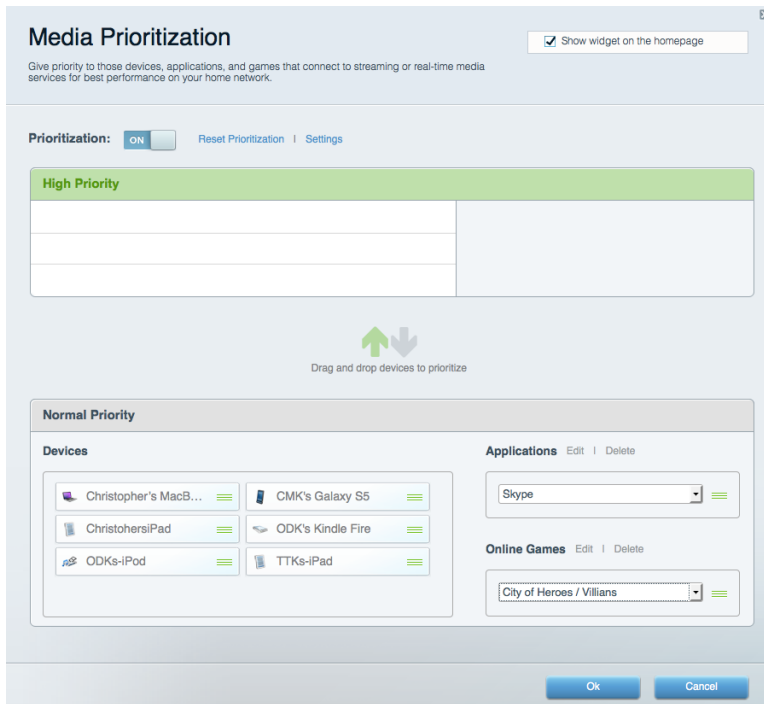 Media Prioritization
Show widget on the homepage
Give priority to those devices, applications, and games that connect to streaming or real-time media
services for best performance on your home network.
Prioritization: ON Reset Prioritization | Settings
High Priority
Drag and drop devices to prioritize
Normal Priority
Devices
Christopher's MacB...
CMK's Galaxy S5
ChristohersiPad
ODK's Kindle Fire
ODKs-iPod
TTKs-iPad
Applications Edit | Delete
Skype
Online Games Edit | Delete
City of Heroes / Villians
Ok
Cancel